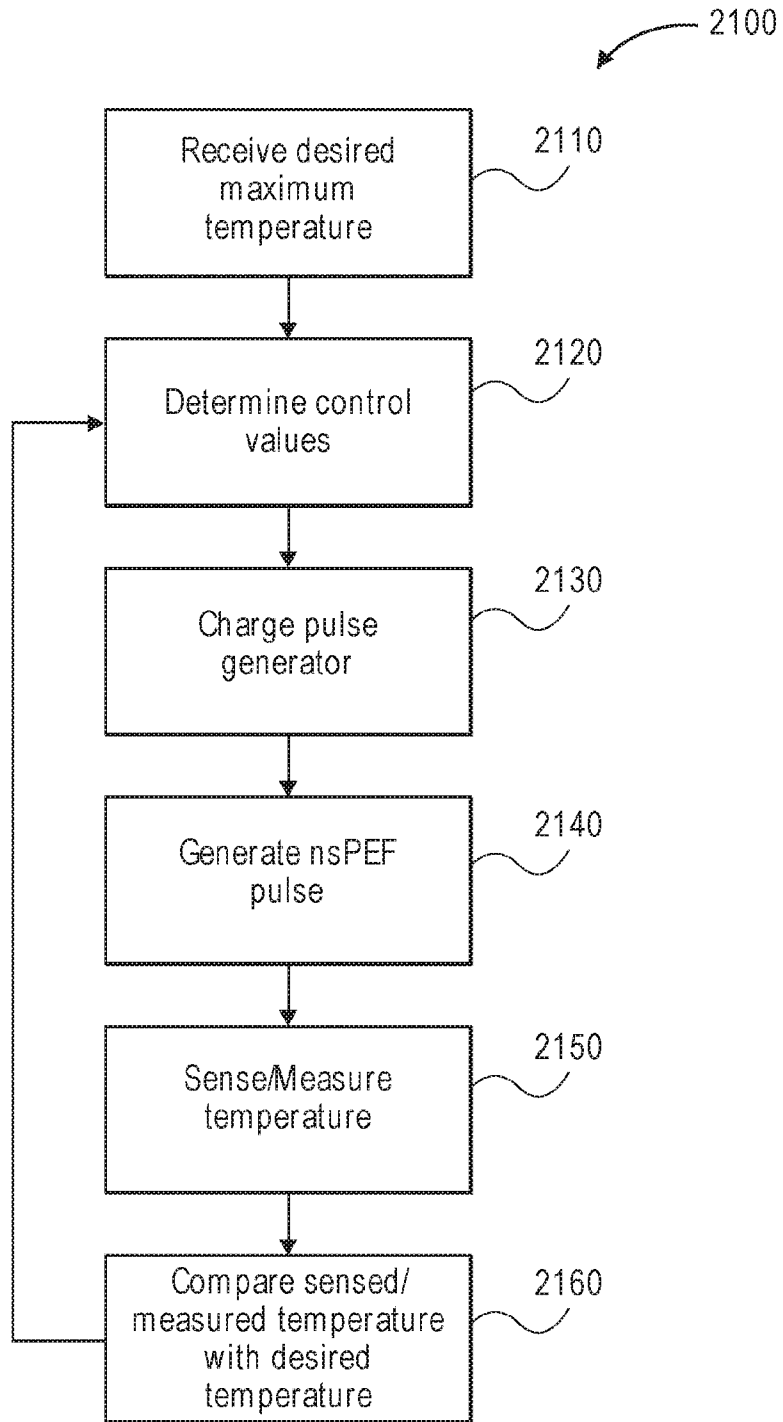 2100
Receive desired
maximum
temperature
2110
Determine control
values
2120
Charge pulse
generator
2130
Generate nsPEF
pulse
2140
Sense/Measure
temperature
2150
Compare sensed/
measured temperature
with desired
temperature
2160